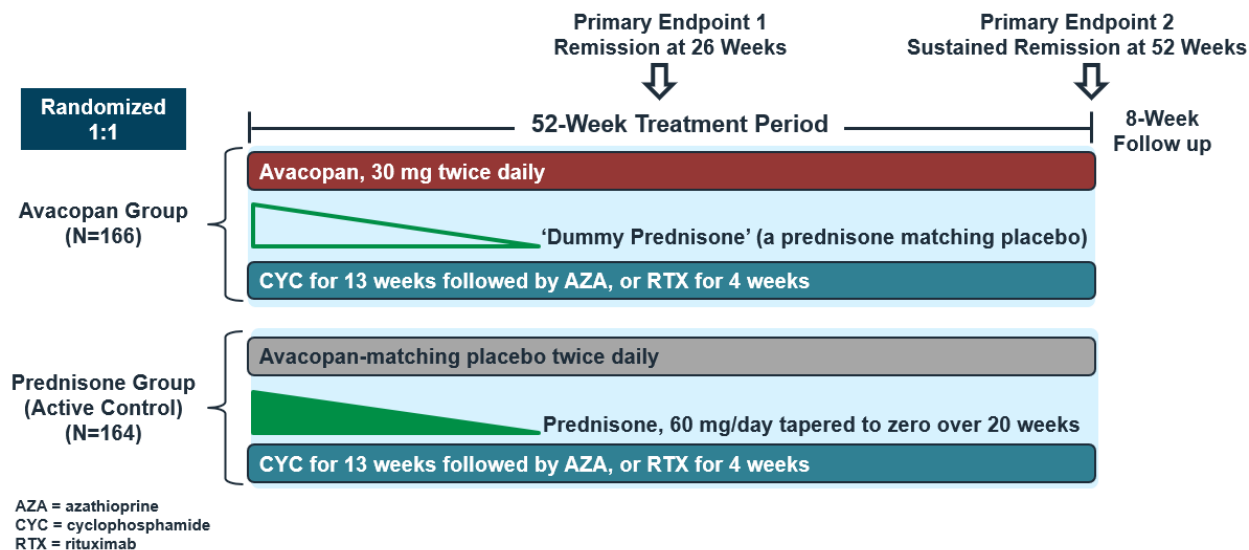 Primary Endpoint 1
Remission at 26 Weeks
Primary Endpoint 2
Sustained Remission at 52 Weeks
Randomized
1:1
52-Week Treatment Period
8-Week
Follow up
Avacopan Group
(N=166)
Avacopan, 30 mg twice daily
‘Dummy Prednisone’ (a prednisone matching placebo)
CYC for 13 weeks followed by AZA, or RTX for 4 weeks
Prednisone Group
(Active Control)
(N=164)
Avacopan-matching placebo twice daily
Prednisone, 60 mg/day tapered to zero over 20 weeks
CYC for 13 weeks followed by AZA, or RTX for 4 weeks
AZA = azathioprine
CYC = cyclophosphamide
RTX = rituximab